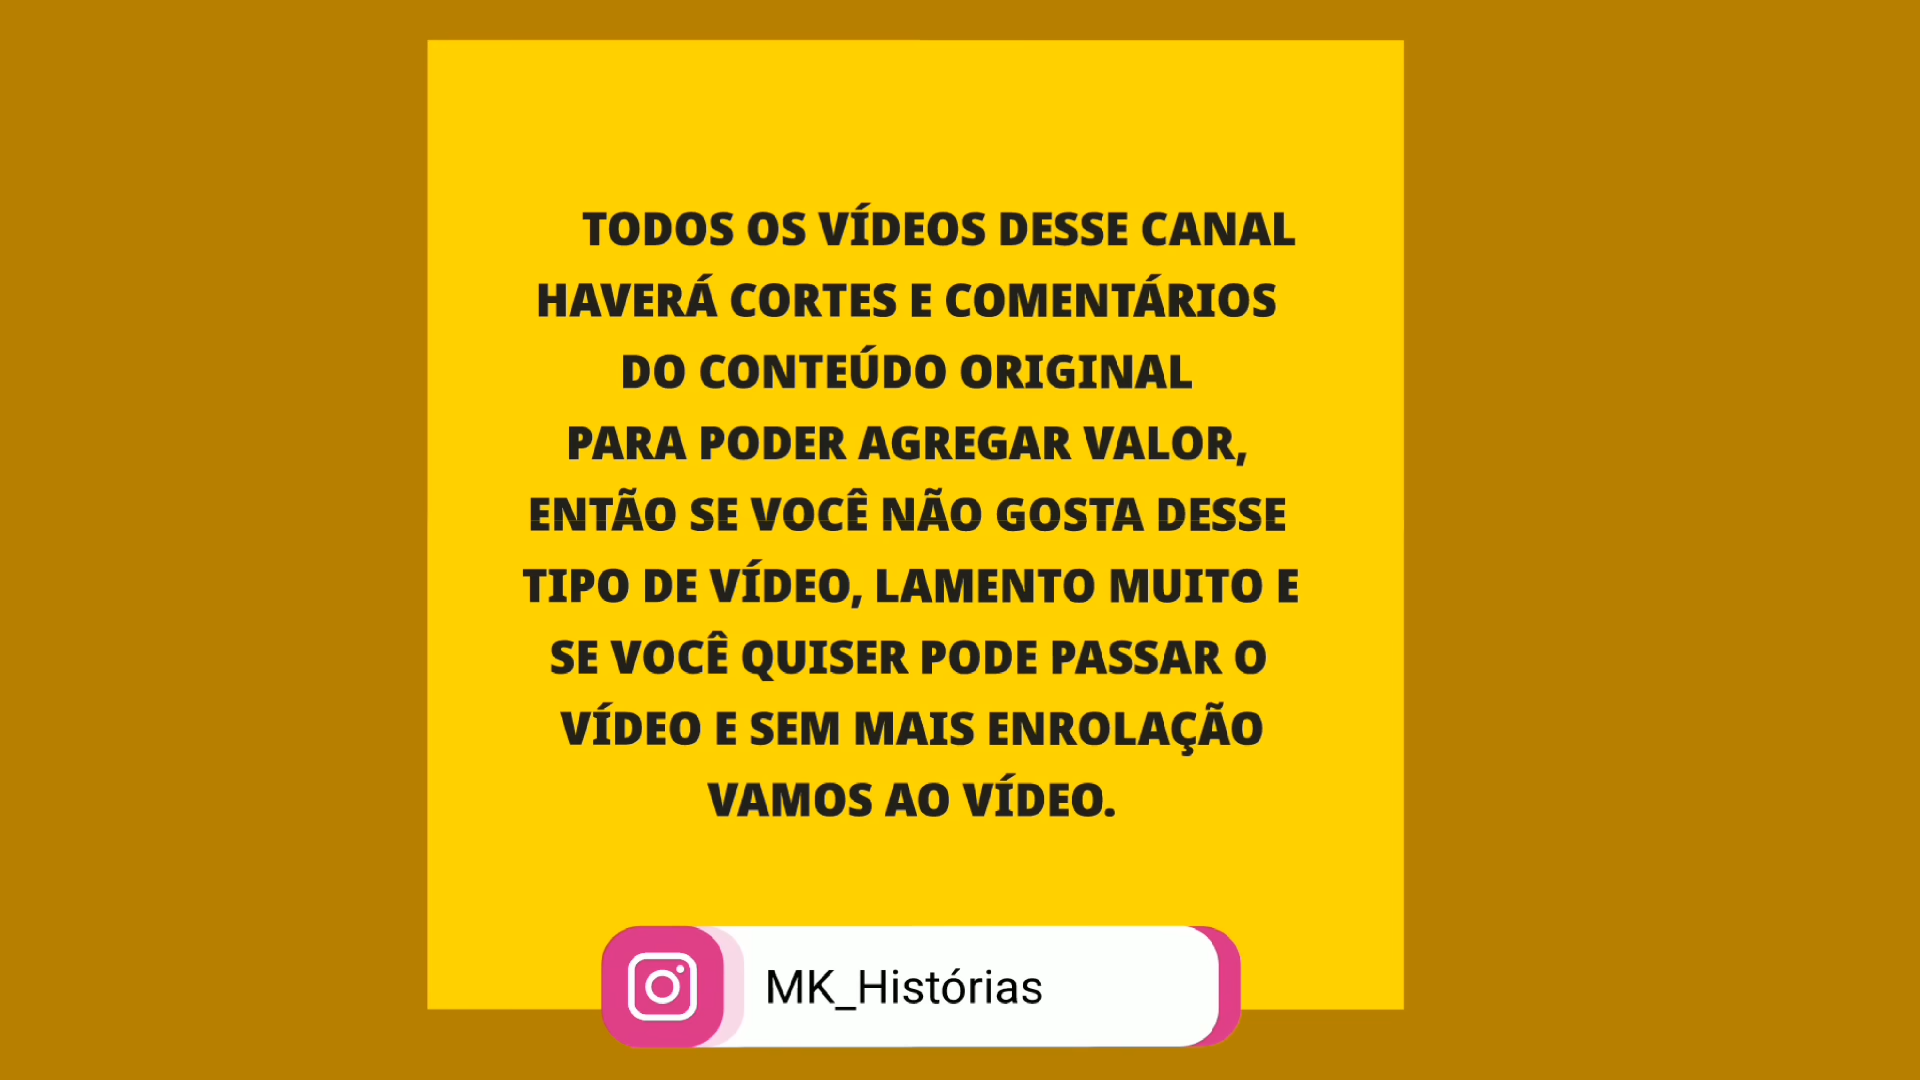 TODOS OS VÍDEOS DESSE CANAL
HAVERÁ CORTES E COMENTÁRIOS
DO CONTEÚDO ORIGINAL
PARA PODER AGREGAR VALOR,
ENTÃO SE VOCÊ NÃO GOSTA DESSE
TIPO DE VÍDEO, LAMENTO MUITO E
SE VOCÊ QUISER PODE PASSAR O
VÍDEO E SEM MAIS ENROLAÇÃO
VAMOS AO VÍDEO.
MK_Histórias